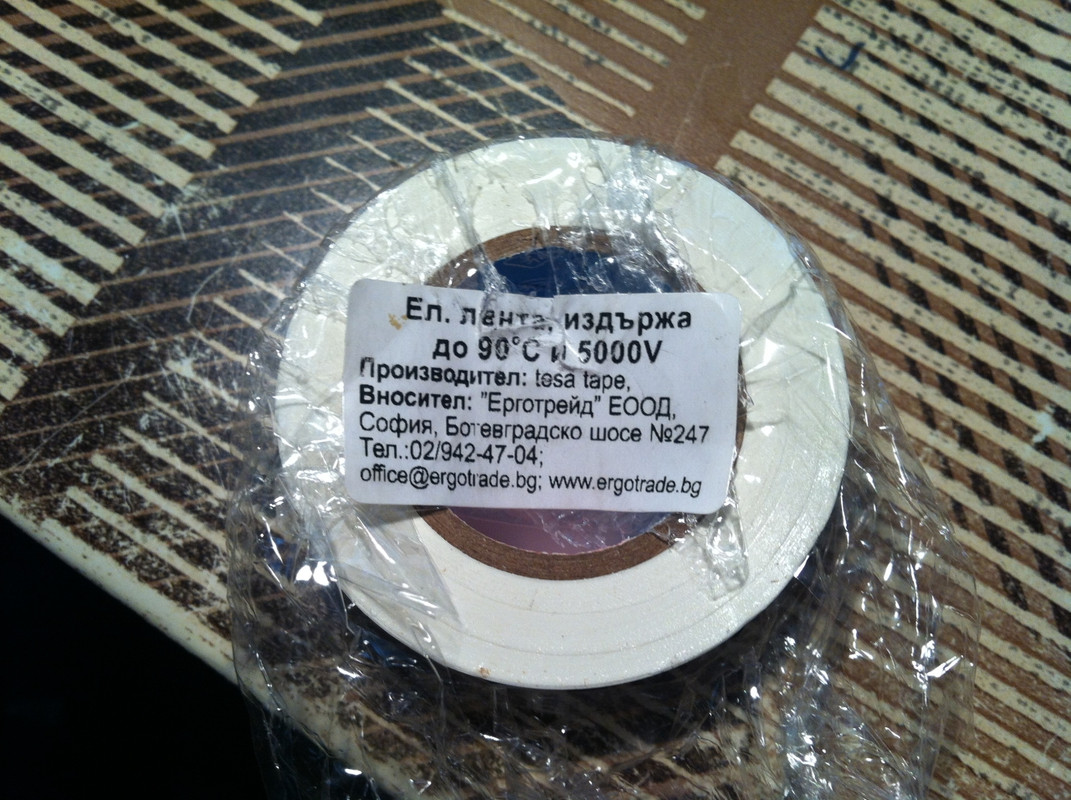 Ел. лента, издържа
до 90°C и 5000V
Производител: tesa tape,
Вносител: "Ерготрейд" ЕООД,
София, Ботевградско шосе №247
Тел.:02/942-47-04;
office@ergotrade.bg; www.ergotrade.bg